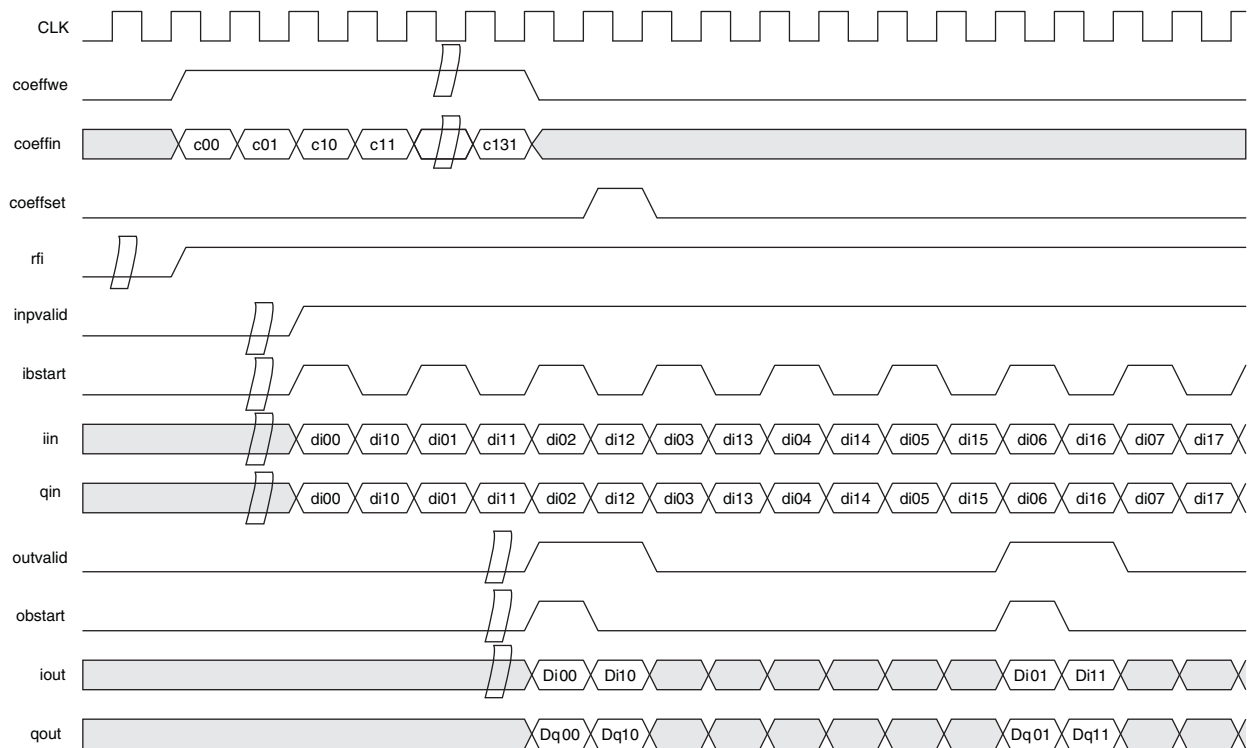 CLK
coeffwe
coeffin c00 c01 c10 c11 c131
coeffset
rfi
inpvalid
ibstart
iin di00 di10 di01 di11 di02 di12 di03 di13 di04 di14 di05 di15 di06 di16 di07 di17
qin di00 di10 di01 di11 di02 di12 di03 di13 di04 di14 di05 di15 di06 di16 di07 di17
outvalid
obstart
iout Di00 Di10 Di01 Di11
qout Dq00 Dq10 Dq01 Dq11